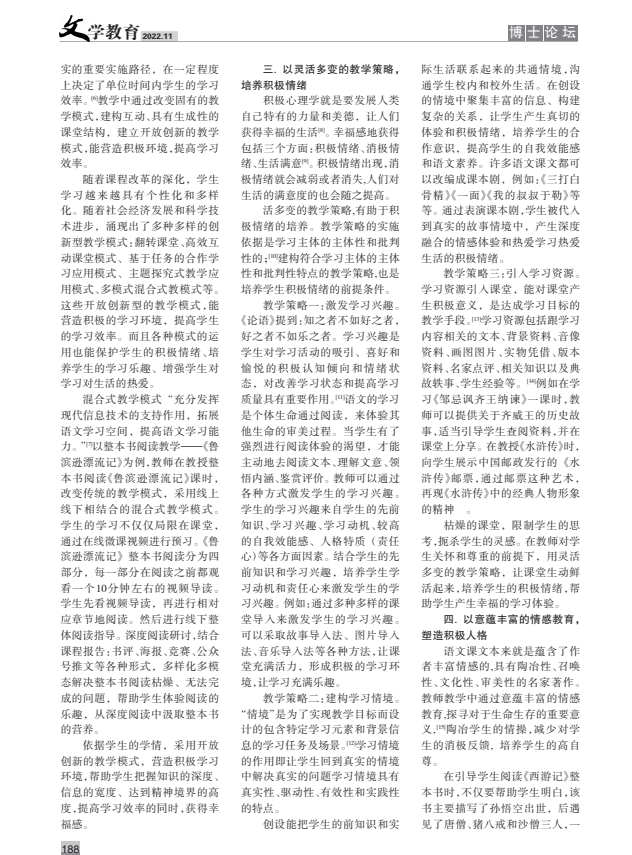 文学教育 2022.11
博士论坛
实的重要实施路径，在一定程度
上决定了单位时间内学生的学习
效率。[6]教学中通过改变固有的教
学模式,建构互动、具有生成性的
课堂结构，建立开放创新的教学
模式,能营造积极环境,提高学习
效率。
随着课程改革的深化，学生
学习越来越具有个性化和多样
化。随着社会经济发展和科学技
术进步，涌现出了多种多样的创
新型教学模式:翻转课堂、高效互
动课堂模式、基于任务的合作学
习应用模式、主题探究式教学应
用模式、多模式混合式教模式等。
这些开放创新型的教学模式,能
营造积极的学习环境，提高学生
的学习效率。而且各种模式的运
用也能保护学生的积极情绪、培
养学生的学习乐趣、增强学生对
学习对生活的热爱。
混合式教学模式“充分发挥
现代信息技术的支持作用，拓展
语文学习空间，提高语文学习能
力。”[7]以整本书阅读教学——《鲁
滨逊漂流记》为例,教师在教授整
本书阅读《鲁滨逊漂流记》课时，
改变传统的教学模式，采用线上
线下相结合的混合式教学模式。
学生的学习不仅仅局限在课堂，
通过在线微课视频进行预习。《鲁
滨逊漂流记》整本书阅读分为四
部分，每一部分在阅读之前都观
看一个10分钟左右的视频导读。
学生先看视频导读，再进行相对
应章节地阅读。然后进行线下整
体阅读指导。深度阅读研讨,结合
课程报告:书评、海报、竞赛、公众
号推文等各种形式，多样化多模
态解决整本书阅读枯燥、无法完
成的问题，帮助学生体验阅读的
乐趣，从深度阅读中汲取整本书
的营养。
依据学生的学情，采用开放
创新的教学模式，营造积极学习
环境,帮助学生把握知识的深度、
信息的宽度、达到精神境界的高
度,提高学习效率的同时,获得幸
福感。
三. 以灵活多变的教学策略，
培养积极情绪
积极心理学就是要发展人类
自己特有的力量和美德，让人们
获得幸福的生活[8]。幸福感地获得
包括三个方面:积极情绪、消极情
绪、生活满意[9]。积极情绪出现,消
极情绪就会减弱或者消失,人们对
生活的满意度的也会随之提高。
活多变的教学策略,有助于积
极情绪的培养。教学策略的实施
依据是学习主体的主体性和批判
性的;[10]建构符合学习主体的主体
性和批判性特点的教学策略,也是
培养学生积极情绪的前提条件。
教学策略一:激发学习兴趣。
《论语》提到:知之者不如好之者，
好之者不如乐之者。学习兴趣是
学生对学习活动的吸引、喜好和
愉悦的积极认知倾向和情绪状
态，对改善学习状态和提高学习
质量具有重要作用。[11]语文的学习
是个体生命通过阅读，来体验其
他生命的审美过程。当学生有了
强烈进行阅读体验的渴望，才能
主动地去阅读文本、理解文意、领
悟内涵、鉴赏评价。教师可以通过
各种方式激发学生的学习兴趣。
学生的学习兴趣来自学生的先前
知识、学习兴趣、学习动机、较高
的自我效能感、人格特质（责任
心)等各方面因素。结合学生的先
前知识和学习兴趣，培养学生学
习动机和责任心来激发学生的学
习兴趣。例如:通过多种多样的课
堂导入来激发学生的学习兴趣。
可以采取故事导入法、图片导入
法、音乐导入法等各种方法,让课
堂充满活力，形成积极的学习环
境,让学习充满乐趣。
教学策略二:建构学习情境。
“情境”是为了实现教学目标而设
计的包含特定学习元素和背景信
息的学习任务及场景。[12]学习情境
的作用即让学生回到真实的情境
中解决真实的问题学习情境具有
真实性、驱动性、有效性和实践性
的特点。
创设能把学生的前知识和实
际生活联系起来的共通情境,沟
通学生校内和校外生活。在创设
的情境中聚集丰富的信息、构建
复杂的关系，让学生产生真切的
体验和积极情绪，培养学生的合
作意识，提高学生的自我效能感
和语文素养。许多语文课文都可
以改编成课本剧，例如:《三打白
骨精》《一面》《我的叔叔于勒》等
等。通过表演课本剧,学生被代入
到真实的故事情境中，产生深度
融合的情感体验和热爱学习热爱
生活的积极情绪。
教学策略三:引入学习资源。
学习资源引入课堂，能对课堂产
生积极意义，是达成学习目标的
教学手段。[13]学习资源包括跟学习
内容相关的文本、背景资料、音像
资料、画图图片、实物凭借、版本
资料、名家点评、相关知识以及典
故轶事、学生经验等。[14]例如在学
习《邹忌讽齐王纳谏》一课时,教
师可以提供关于齐威王的历史故
事,适当引导学生查阅资料,并在
课堂上分享。在教授《水浒传》时，
向学生展示中国邮政发行的《水
浒传》邮票,通过邮票这种艺术，
再现《水浒传》中的经典人物形象
的精神 。
枯燥的课堂，限制学生的思
考,扼杀学生的灵感。在教师对学
生关怀和尊重的前提下，用灵活
多变的教学策略，让课堂生动鲜
活起来,培养学生的积极情绪,帮
助学生产生幸福的学习体验。
四. 以意蕴丰富的情感教育，
塑造积极人格
语文课文本来就是蕴含了作
者丰富情感的,具有陶冶性、召唤
性、文化性、审美性的名家著作。
教师教学中通过意蕴丰富的情感
教育,探寻对于生命生存的重要意
义,[15]陶冶学生的情操,减少对学
生的消极反馈，培养学生的高自
尊。
在引导学生阅读《西游记》整
本书时,不仅要帮助学生明白,该
书主要描写了孙悟空出世，后遇
见了唐僧、猪八戒和沙僧三人,一
188